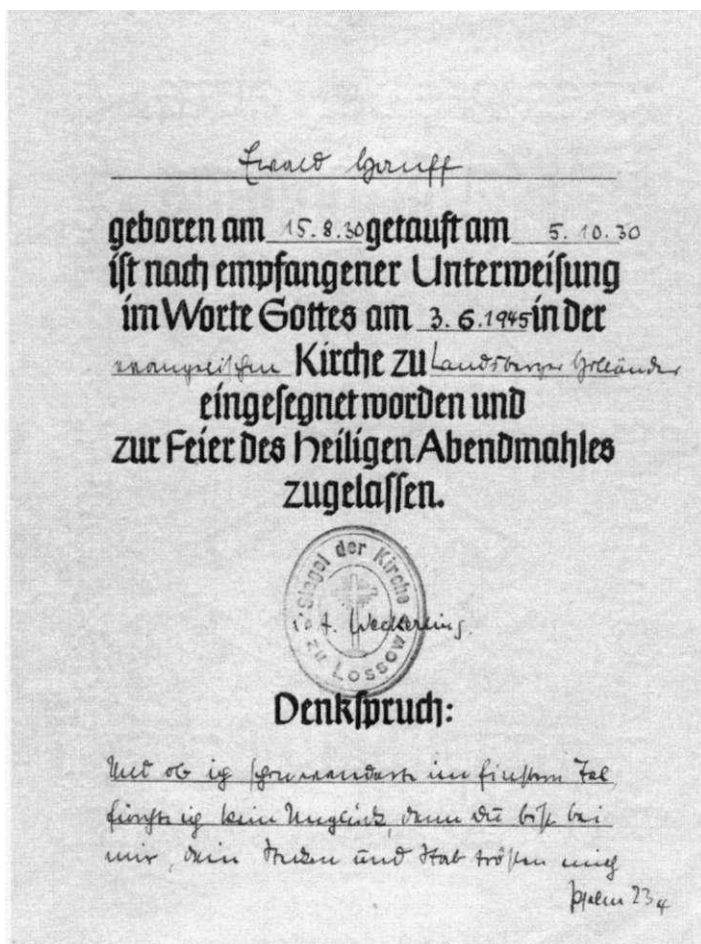 Ewald Hauff
geboren am 15.8.30 getauft am 5.10.30
ist nach empfangener Unterweisung
im Worte Gottes am 3.6.1945 in der
evangelischen Kirche zu Landsberger Holländer
eingesegnet worden und
zur Feier des heiligen Abendmahles
zugelassen.
Siegel der Kirche
zu Lossow
i. A. Weckerling.
Denkspruch:
Und ob ich schon wanderte im finstern Tal
fürchte ich kein Unglück, denn Du bist bei
mir, dein Stecken und Stab trösten mich
Psalm 23 4